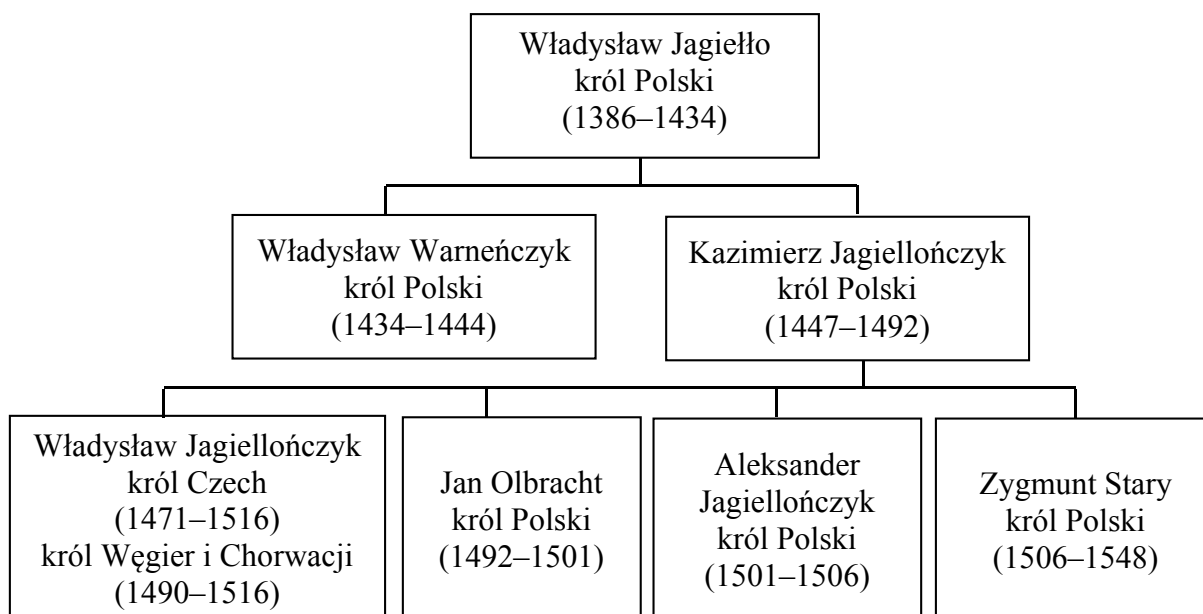 Władysław Jagiełło
król Polski
(1386–1434)
Władysław Warneńczyk
król Polski
(1434–1444)
Kazimierz Jagiellończyk
król Polski
(1447–1492)
Władysław Jagiellończyk
król Czech
(1471–1516)
król Węgier i Chorwacji
(1490–1516)
Jan Olbracht
król Polski
(1492–1501)
Aleksander
Jagiellończyk
król Polski
(1501–1506)
Zygmunt Stary
król Polski
(1506–1548)